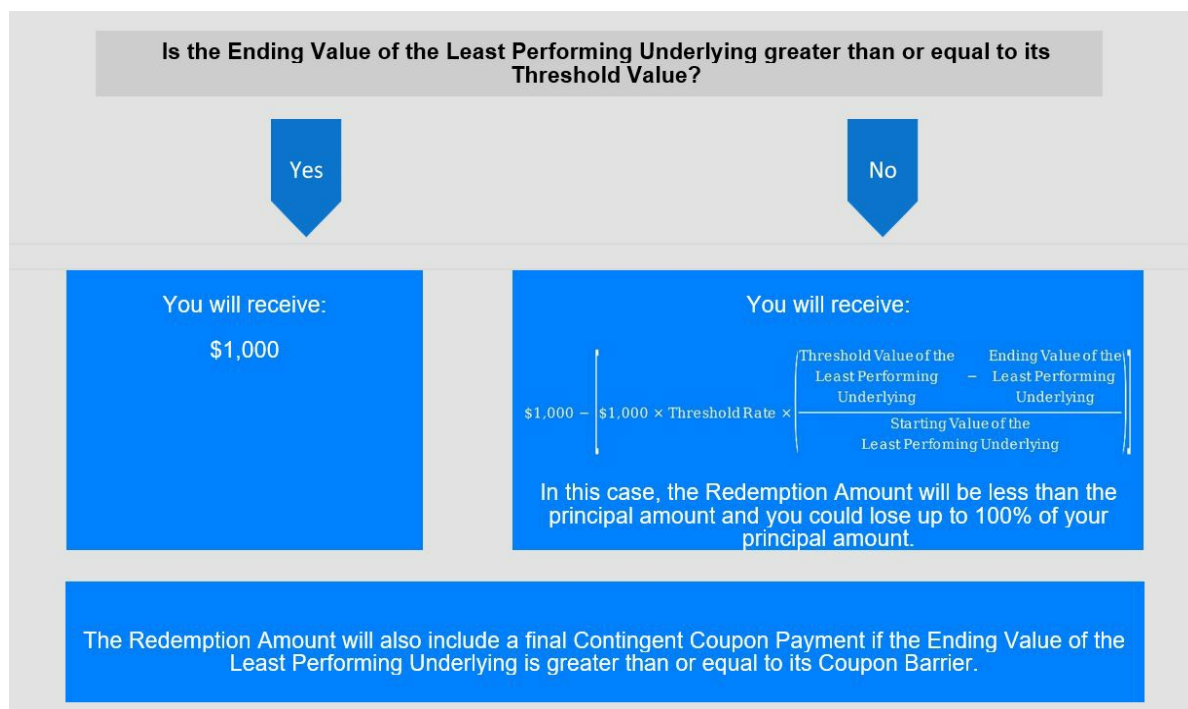 Is the Ending Value of the Least Performing Underlying greater than or equal to its
Threshold Value?
Yes
No
You will receive:
$1,000
You will receive:
$1,000 − [$1,000 × Threshold Rate × (
Threshold Value of the
Least Performing
Underlying
−
Ending Value of the
Least Performing
Underlying
Starting Value of the
Least Perfoming Underlying
)]
In this case, the Redemption Amount will be less than the
principal amount and you could lose up to 100% of your
principal amount.
The Redemption Amount will also include a final Contingent Coupon Payment if the Ending Value of the
Least Performing Underlying is greater than or equal to its Coupon Barrier.